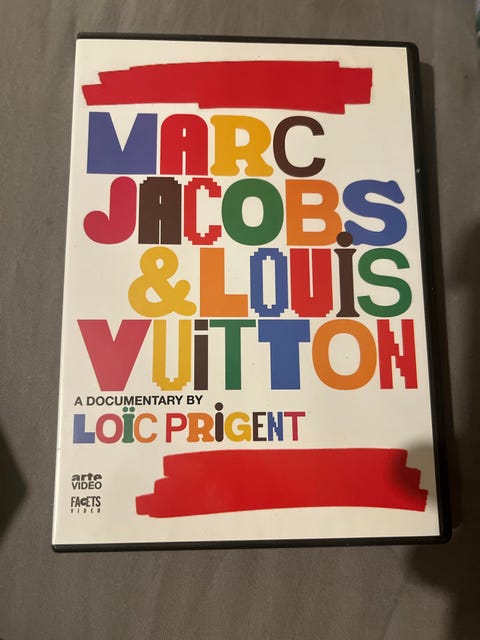 MARC
JACOBS
& LOUiS
VUiTTON
A DOCUMENTARY BY
LOÏC PRiGENT
arte
VIDEO
FACETS
VIDEO